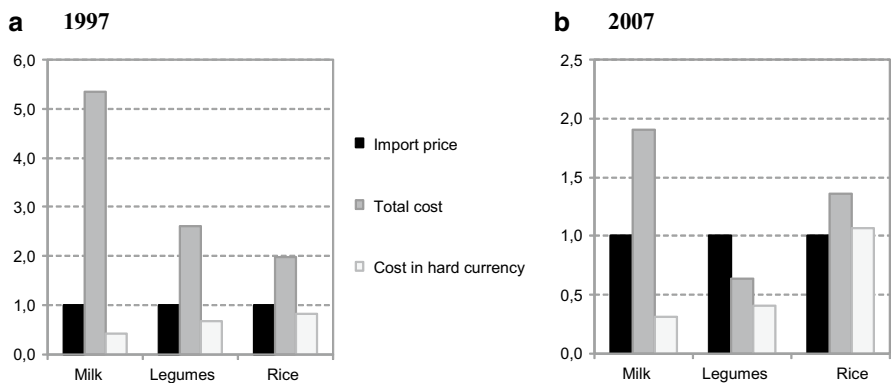 a 1997
6,0
5,0
4,0
3,0
2,0
1,0
0,0
Milk Legumes Rice
Import price
Total cost
Cost in hard currency
b 2007
2,5
2,0
1,5
1,0
0,5
0,0
Milk Legumes Rice